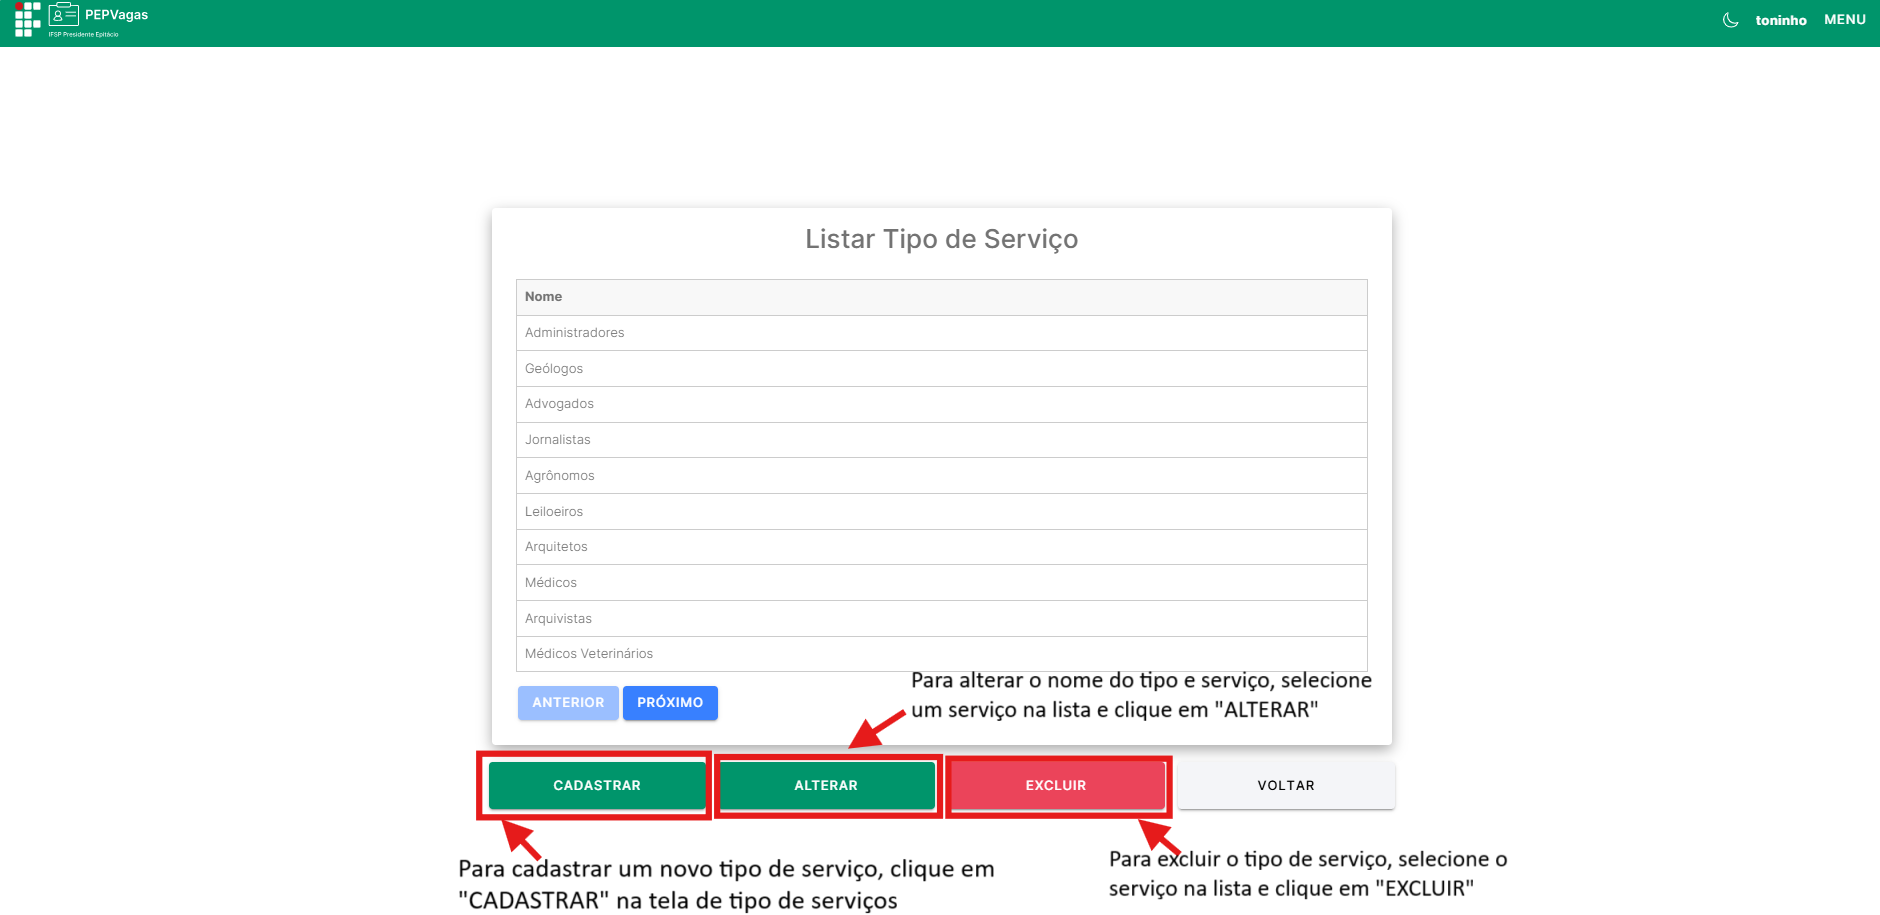 PEPVagas
IFSP Presidente Epitácio
toninho
MENU
Listar Tipo de Serviço
Nome
Administradores
Geólogos
Advogados
Jornalistas
Agrônomos
Leiloeiros
Arquitetos
Médicos
Arquivistas
Médicos Veterinários
ANTERIOR
PRÓXIMO
Para alterar o nome do tipo e serviço, selecione
um serviço na lista e clique em "ALTERAR"
CADASTRAR
ALTERAR
EXCLUIR
VOLTAR
Para cadastrar um novo tipo de serviço, clique em
"CADASTRAR" na tela de tipo de serviços
Para excluir o tipo de serviço, selecione o
serviço na lista e clique em "EXCLUIR"